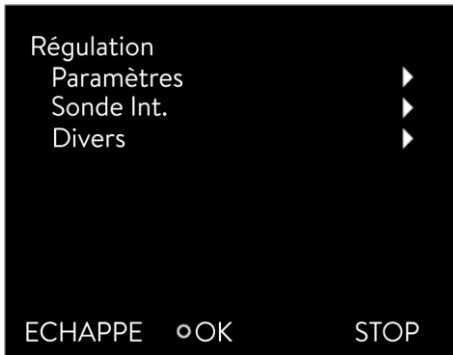 Régulation
Paramètres
Sonde Int.
Divers
ECHAPPE OK STOP